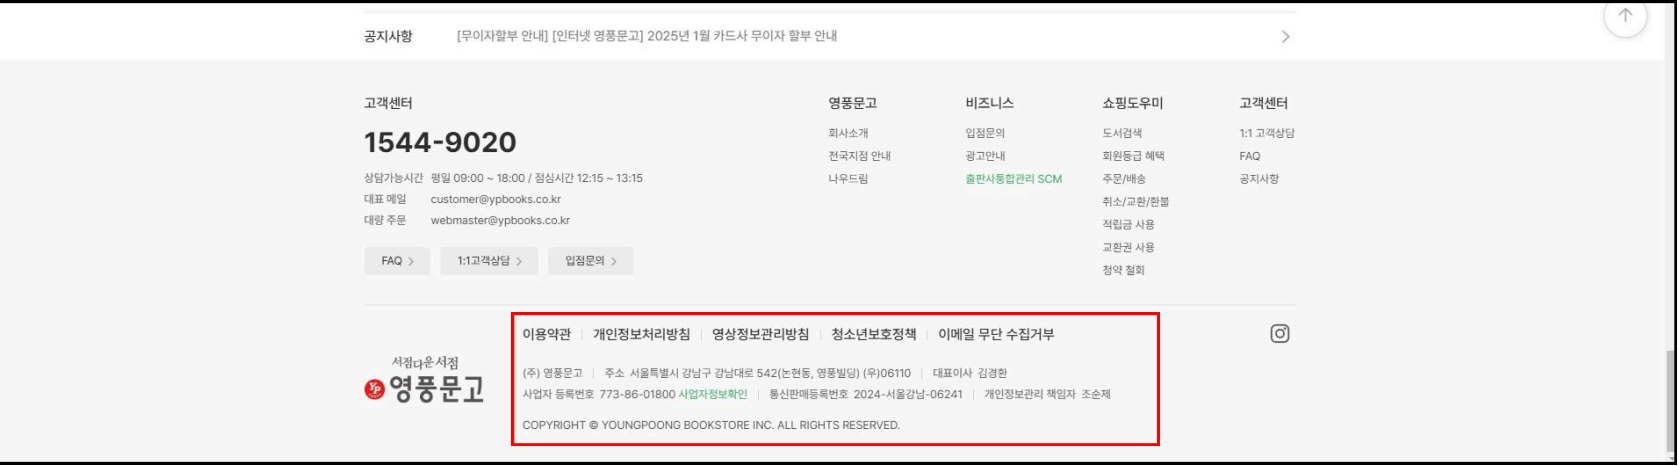 공지사항 [무이자할부 안내] [인터넷 영풍문고] 2025년 1월 카드사 무이자 할부 안내
고객센터
1544-9020
상담가능시간 평일 09:00 ~ 18:00 / 점심시간 12:15 ~ 13:15
대표 메일 customer@ypbooks.co.kr
대량 주문 webmaster@ypbooks.co.kr
FAQ > 1:1고객상담 > 입점문의 >
영풍문고
회사소개
전국지점 안내
나우드림
비즈니스
입점문의
광고안내
출판사통합관리 SCM
쇼핑도우미
도서검색
회원등급 혜택
주문/배송
취소/교환/환불
적립금 사용
교환권 사용
청약 철회
고객센터
1:1 고객상담
FAQ
공지사항
서점다운서점
YP 영풍문고
이용약관 | 개인정보처리방침 | 영상정보관리방침 | 청소년보호정책 | 이메일 무단 수집거부
(주) 영풍문고 | 주소 서울특별시 강남구 강남대로 542(논현동, 영풍빌딩) (우)06110 | 대표이사 김경환
사업자 등록번호 773-86-01800 사업자정보확인 | 통신판매등록번호 2024-서울강남-06241 | 개인정보관리 책임자 조순제
COPYRIGHT © YOUNGPOONG BOOKSTORE INC. ALL RIGHTS RESERVED.